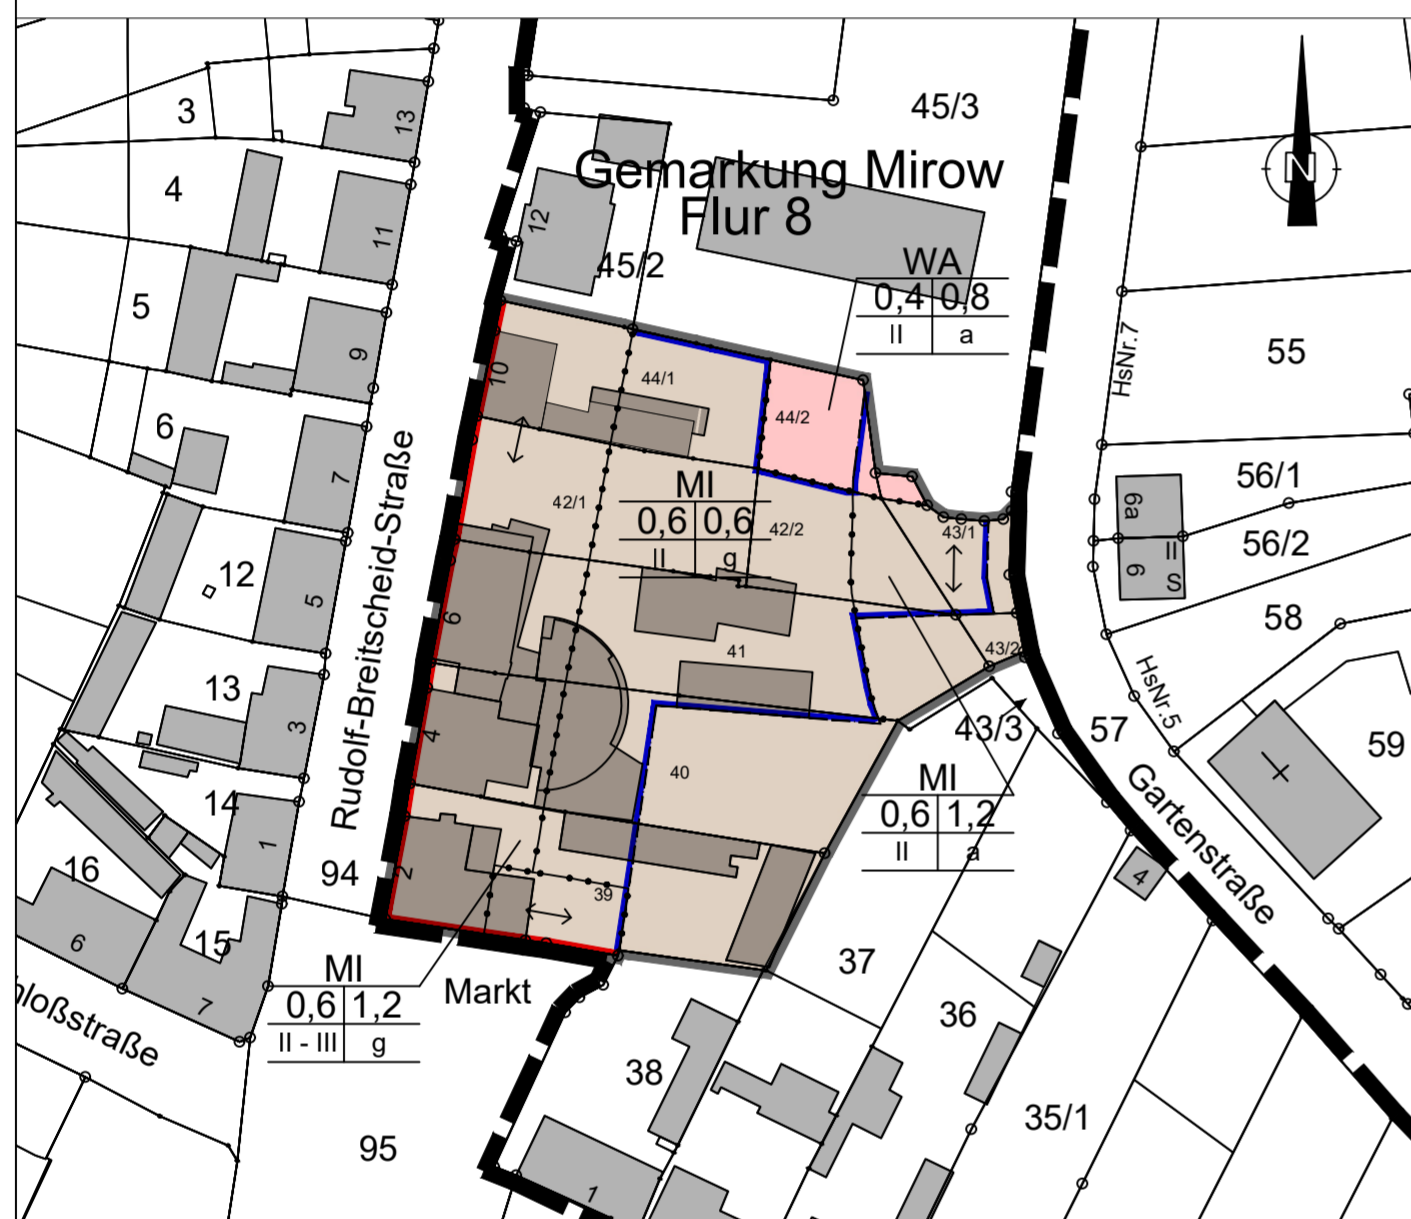 3
13
45/3
Gemarkung Mirow
Flur 8
N
4
12
11
45/2
WA
0,4 0,8
II a
5
9
HsNr.7
55
10
44/1
44/2
6
7
MI
0,6 0,6
II g
42/1
42/2
43/1
56/1
6a
6
II
S
56/2
12
5
Rudolf-Breitscheid-Straße
6
41
43/2
58
13
3
4
43/3
57
HsNr.5
59
40
MI
0,6 1,2
II a
Gartenstraße
14
1
16
94
2
39
4
6
15
7
MI
0,6 1,2
II - III g
Markt
37
36
hloßstraße
38
35/1
95
1